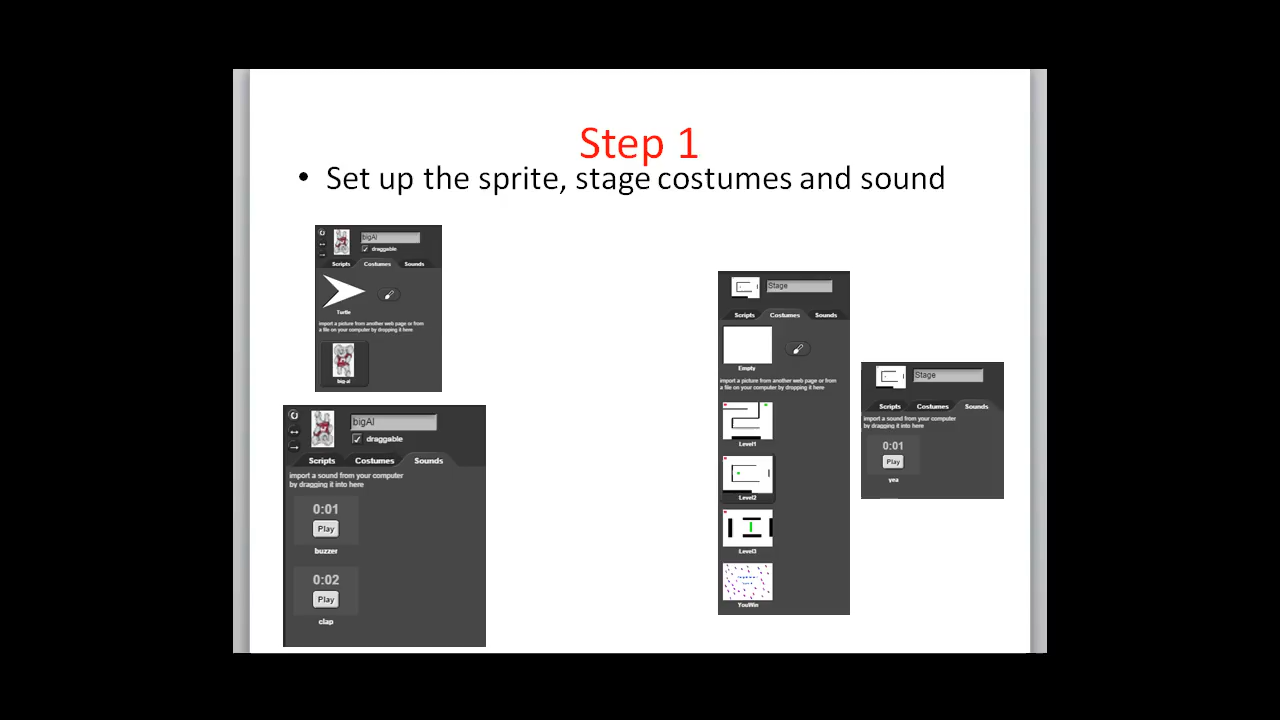 Step 1
• Set up the sprite, stage costumes and sound
bigAl
draggable
Scripts Costumes Sounds
Turtle
import a picture from another web page or from
a file on your computer by dropping it here
big-al
bigAl
draggable
Scripts Costumes Sounds
import a sound from your computer
by dragging it into here
0:01
Play
buzzer
0:02
Play
clap
Stage
Scripts Costumes Sounds
Empty
import a picture from another web page or from
a file on your computer by dropping it here
Level1
Level2
Level3
YouWin
Stage
Scripts Costumes Sounds
import a sound from your computer
by dragging it into here
0:01
Play
yea